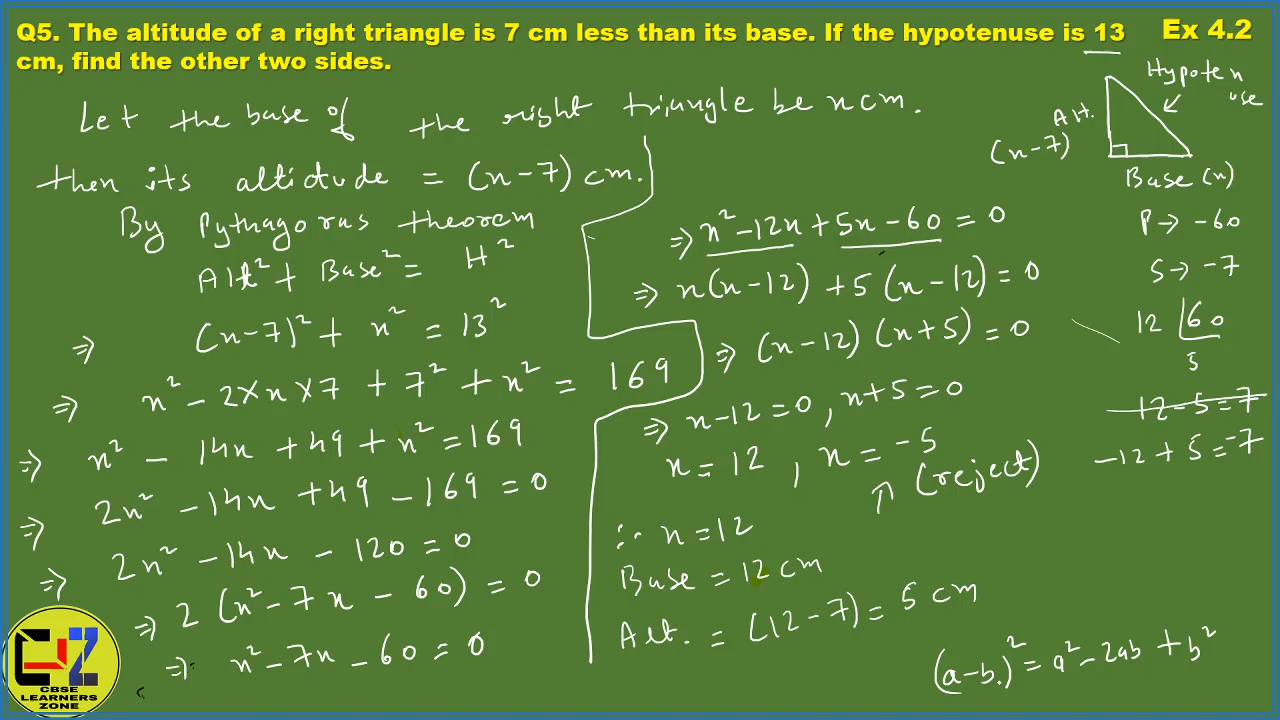 Q5. The altitude of a right triangle is 7 cm less than its base. If the hypotenuse is 13
cm, find the other two sides.
Ex 4.2
Let the base of the right triangle be x cm.
then its altitude = (x-7) cm.
By Pythagorus theorem
Alt² + Base² = H²
⇒ (x-7)² + x² = 13²
⇒ x² - 2×x×7 + 7² + x² = 169
⇒ x² - 14x + 49 + x² = 169
⇒ 2x² - 14x + 49 - 169 = 0
⇒ 2x² - 14x - 120 = 0
⇒ 2 (x² - 7x - 60) = 0
⇒ x² - 7x - 60 = 0
⇒ x² - 12x + 5x - 60 = 0
⇒ x(x-12) + 5 (x-12) = 0
⇒ (x-12) (x+5) = 0
⇒ x-12 = 0, x+5 = 0
x = 12, x = -5
↑ (reject)
∴ x = 12
Base = 12 cm
Alt. = (12-7) = 5 cm
Hypoten
use
Alt.
(x-7)
Base (x)
P → -60
S → -7
12 | 60
5
12-5=7
-12+5=-7
(a-b.)² = a² - 2ab + b²
CBSE
LEARNERS
ZONE